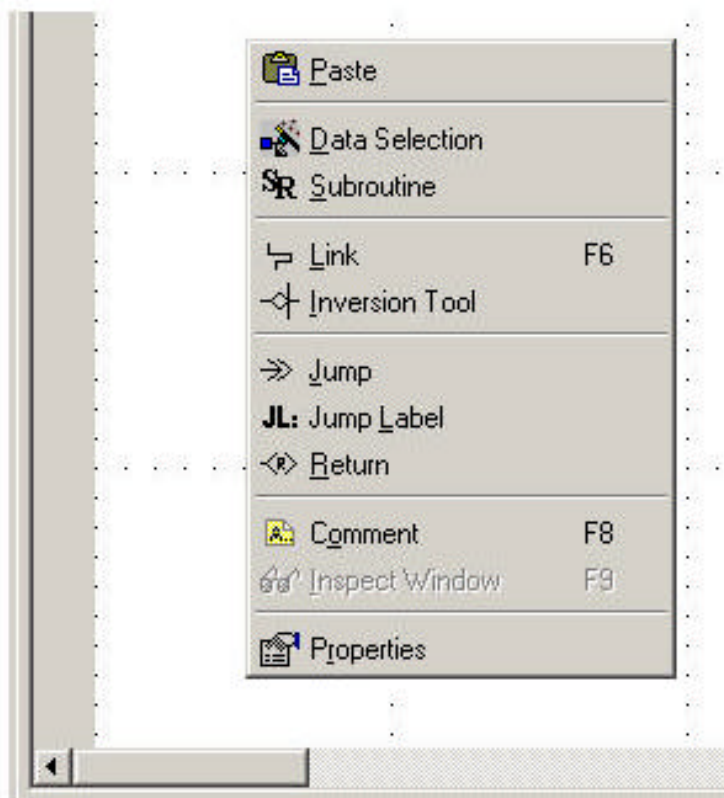 Paste
Data Selection
SR Subroutine
Link F6
Inversion Tool
Jump
JL: Jump Label
R Return
A.. Comment F8
Inspect Window F9
Properties